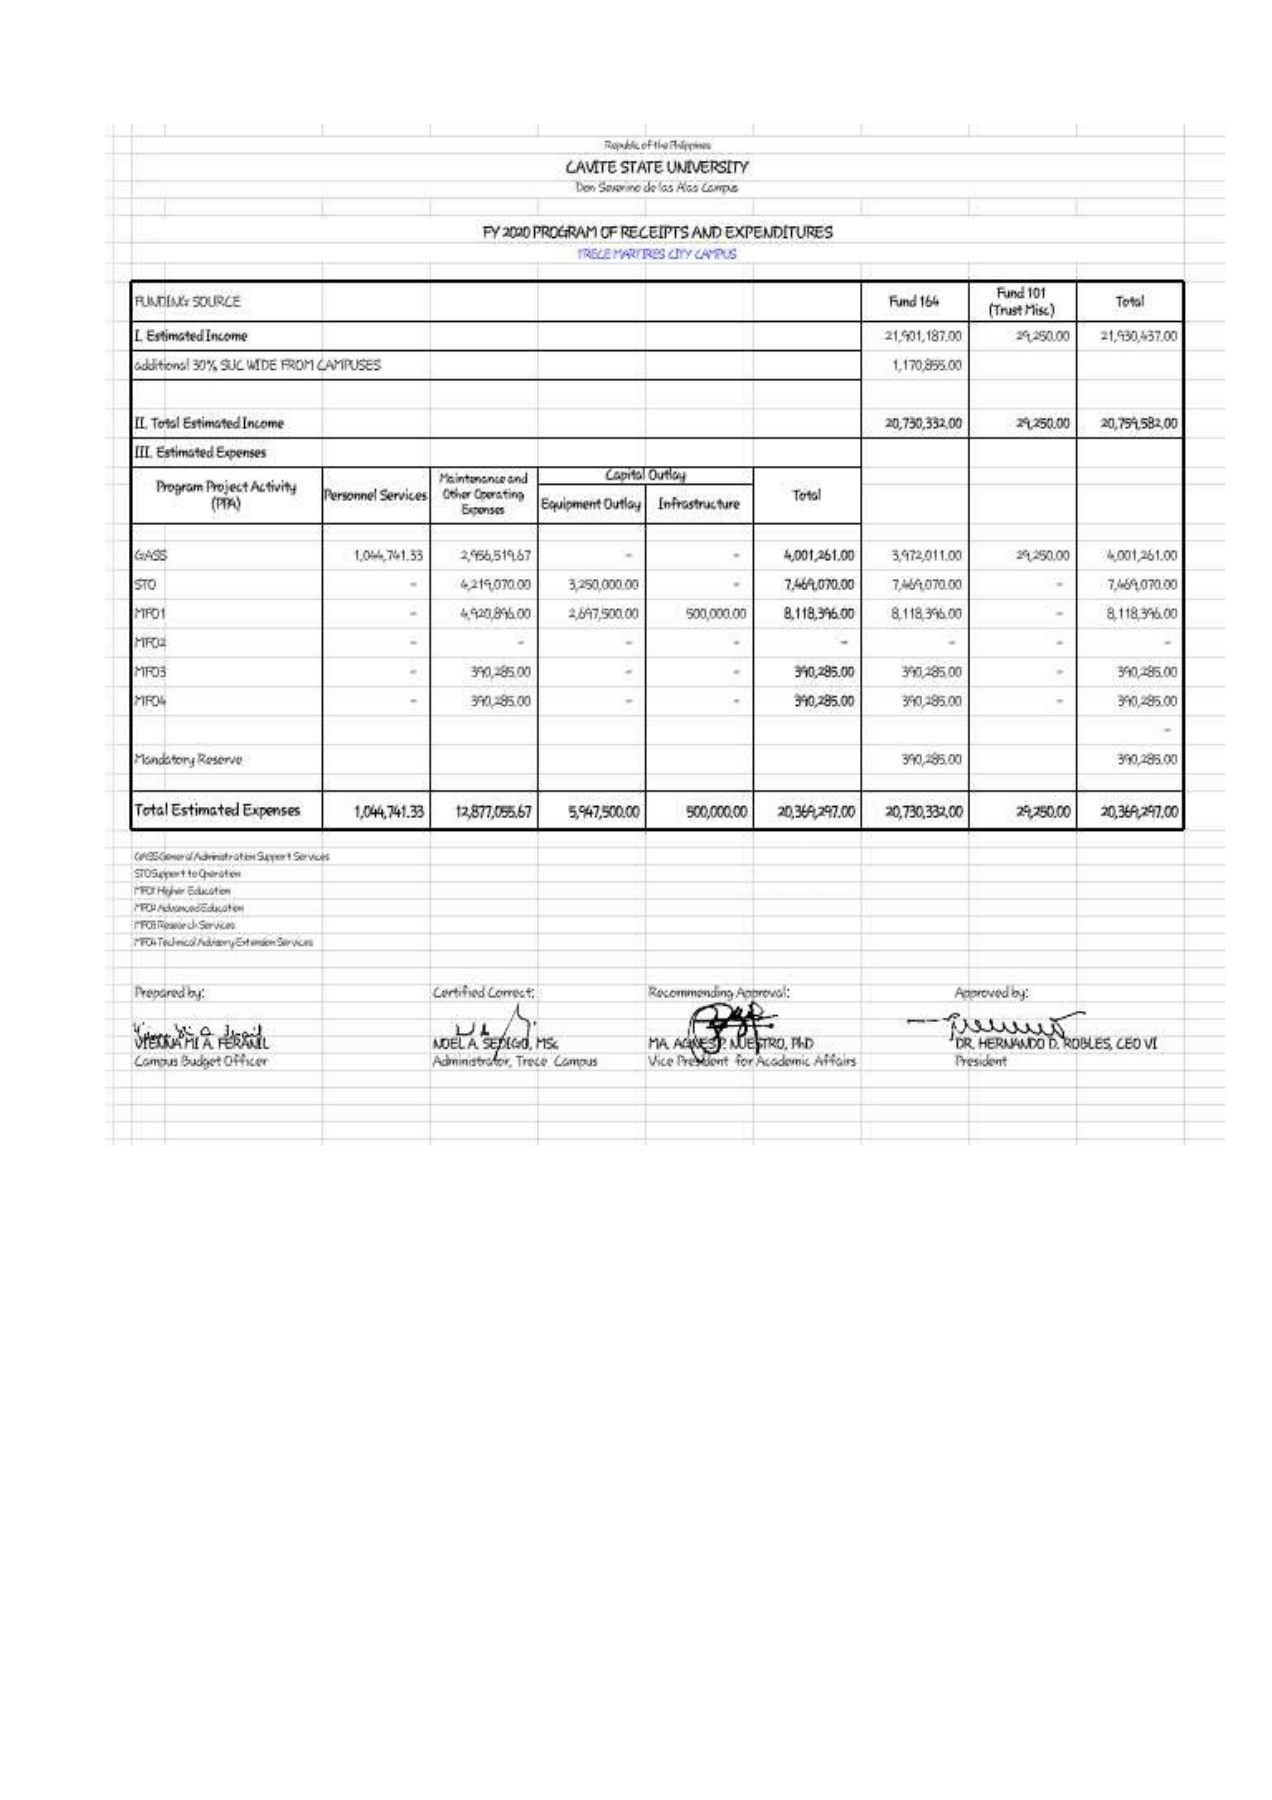 Republic of the Philippines
CAVITE STATE UNIVERSITY
Don Severino de las Alas Campus
FY 2020 PROGRAM OF RECEIPTS AND EXPENDITURES
TRECE MARTIRES CITY CAMPUS
FUNDING SOURCE Fund 164 Fund 101 (Trust Misc) Total
I. Estimated Income 21,901,187.00 29,250.00 21,930,437.00
additional 30% SUC WIDE FROM CAMPUSES 1,170,855.00
II. Total Estimated Income 20,730,332.00 29,250.00 20,759,582.00
III. Estimated Expenses
Program Project Activity (PPA) Personnel Services Maintenance and Other Operating Expenses Capital Outlay Equipment Outlay Infrastructure Total
GASS 1,044,741.33 2,956,519.67 - - 4,001,261.00 3,972,011.00 29,250.00 4,001,261.00
STO - 4,219,070.00 3,250,000.00 - 7,469,070.00 7,469,070.00 - 7,469,070.00
MFO1 - 4,920,896.00 2,697,500.00 500,000.00 8,118,396.00 8,118,396.00 - 8,118,396.00
MFO2 - - - - - - - -
MFO3 - 390,285.00 - - 390,285.00 390,285.00 - 390,285.00
MFO4 - 390,285.00 - - 390,285.00 390,285.00 - 390,285.00
-
Mandatory Reserve 390,285.00 390,285.00
Total Estimated Expenses 1,044,741.33 12,877,055.67 5,947,500.00 500,000.00 20,369,297.00 20,730,332.00 29,250.00 20,369,297.00
GASS General Administration Support Services
STO Support to Operation
MFO1 Higher Education
MFO2 Advanced Education
MFO3 Research Services
MFO4 Technical Advisory Extension Services
Prepared by: Certified Correct: Recommending Approval: Approved by:
VIENNA MI A. FERANIL NOEL A. SEDIGO, MSc MA. AGNES P. NUESTRO, PhD DR. HERNANDO D. ROBLES, CEO VI
Campus Budget Officer Administrator, Trece Campus Vice President for Academic Affairs President